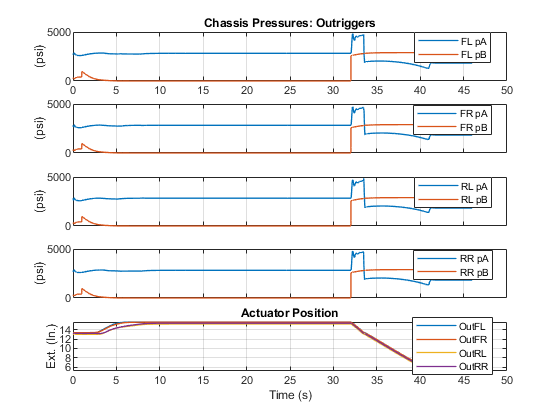 Chassis Pressures: Outriggers
5000
(psi)
0
FL pA
FL pB
0 5 10 15 20 25 30 35 40 45 50
5000
(psi)
0
FR pA
FR pB
0 5 10 15 20 25 30 35 40 45 50
5000
(psi)
0
RL pA
RL pB
0 5 10 15 20 25 30 35 40 45 50
5000
(psi)
0
RR pA
RR pB
0 5 10 15 20 25 30 35 40 45 50
Actuator Position
14
12
10
8
6
Ext. (In.)
OutFL
OutFR
OutRL
OutRR
0 5 10 15 20 25 30 35 40 45 50
Time (s)